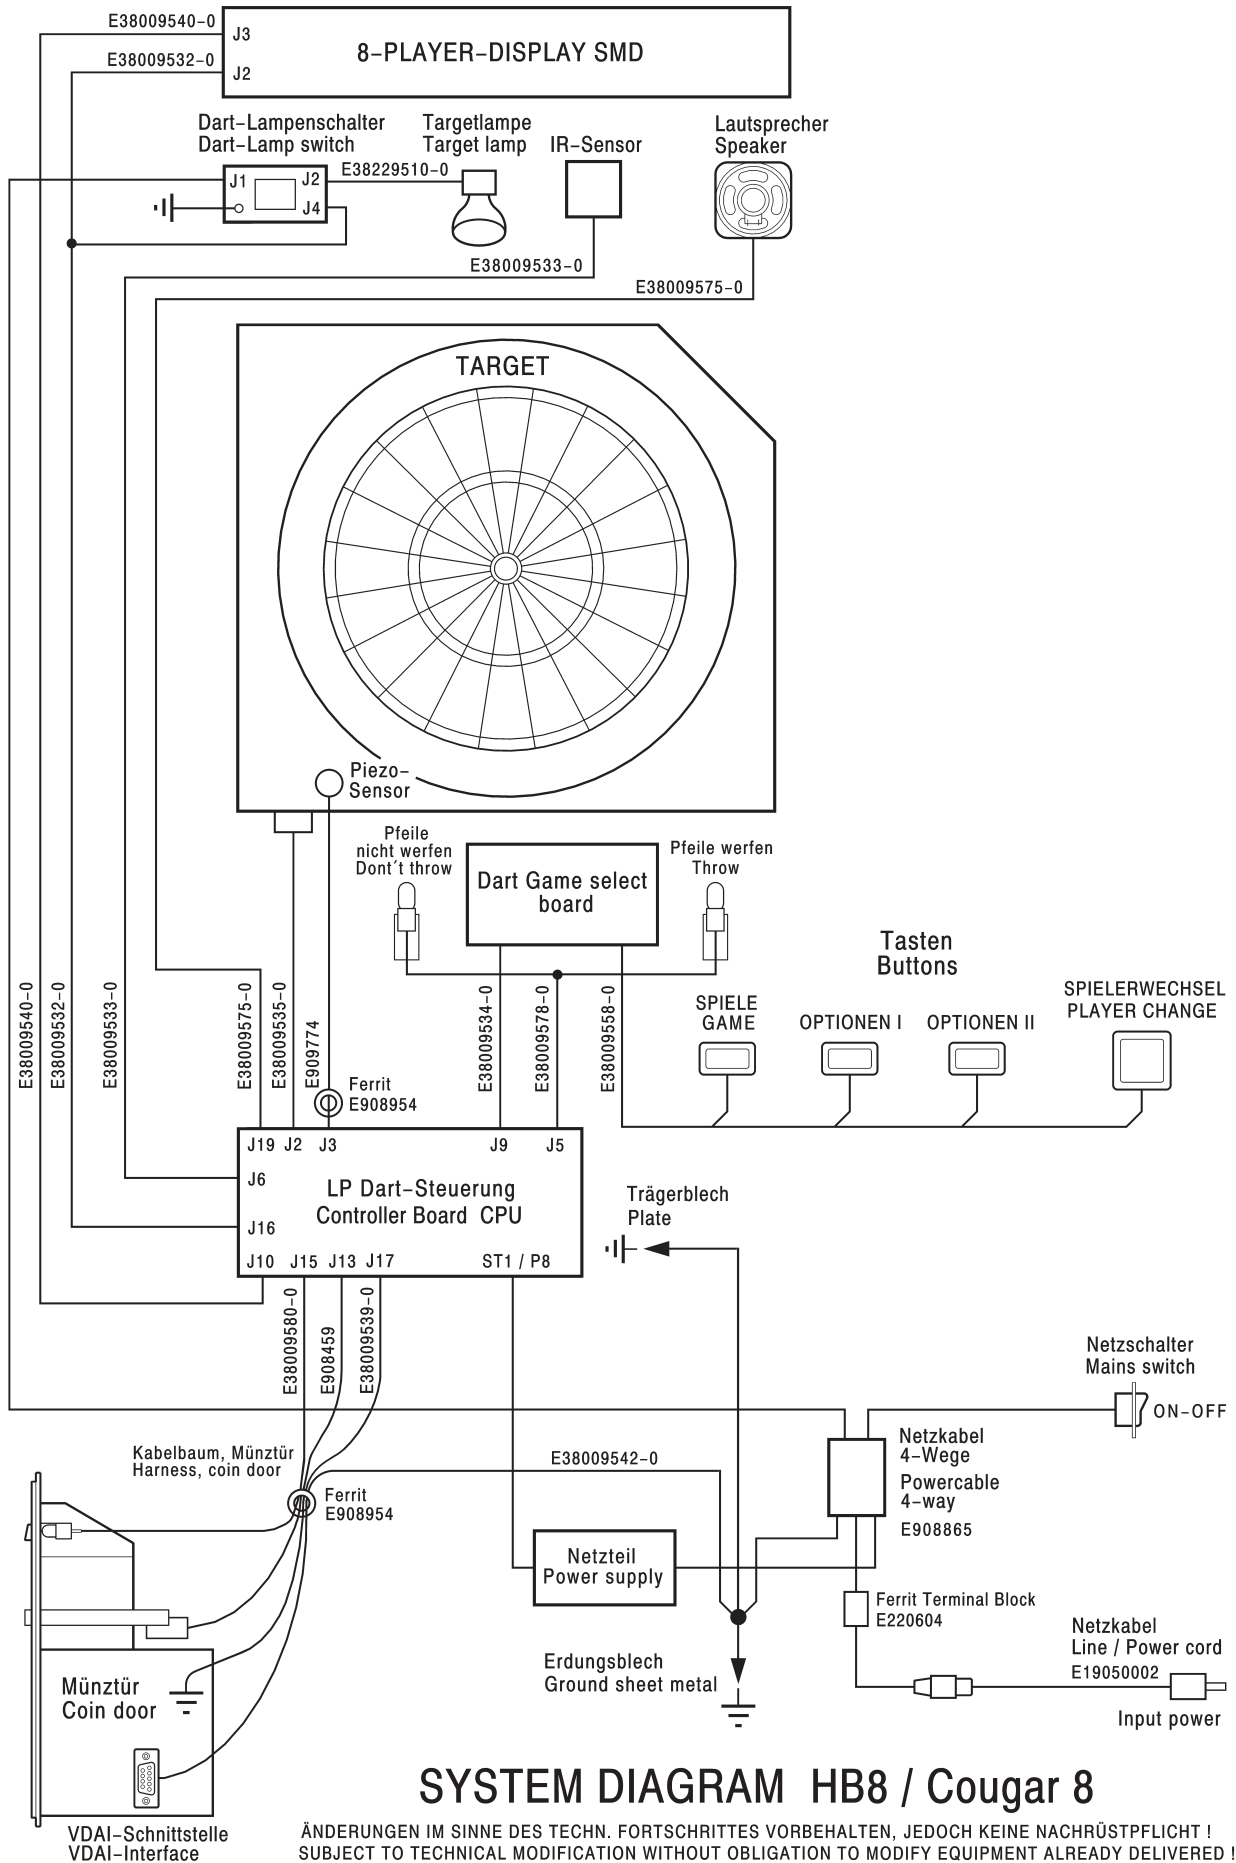 E38009540-0
J3
8-PLAYER-DISPLAY SMD
E38009532-0
J2
Dart-Lampenschalter
Dart-Lamp switch
Targetlampe
Target lamp
IR-Sensor
Lautsprecher
Speaker
J1
J2
E38229510-0
J4
E38009533-0
E38009575-0
TARGET
Piezo-
Sensor
Pfeile
nicht werfen
Dont´t throw
Dart Game select
board
Pfeile werfen
Throw
Tasten
Buttons
SPIELE
GAME
OPTIONEN I
OPTIONEN II
SPIELERWECHSEL
PLAYER CHANGE
E38009540-0
E38009532-0
E38009533-0
E38009575-0
E38009535-0
E909774
E38009534-0
E38009578-0
E38009558-0
Ferrit
E908954
J19
J2
J3
J9
J5
J6
LP Dart-Steuerung
Controller Board CPU
J16
J10
J15
J13
J17
ST1 / P8
Trägerblech
Plate
E38009580-0
E908459
E38009539-0
Netzschalter
Mains switch
ON-OFF
Kabelbaum, Münztür
Harness, coin door
E38009542-0
Netzkabel
4-Wege
Powercable
4-way
E908865
Ferrit
E908954
Netzteil
Power supply
Ferrit Terminal Block
E220604
Netzkabel
Line / Power cord
E19050002
Input power
Erdungsblech
Ground sheet metal
Münztür
Coin door
VDAI-Schnittstelle
VDAI-Interface
SYSTEM DIAGRAM HB8 / Cougar 8
ÄNDERUNGEN IM SINNE DES TECHN. FORTSCHRITTES VORBEHALTEN, JEDOCH KEINE NACHRÜSTPFLICHT !
SUBJECT TO TECHNICAL MODIFICATION WITHOUT OBLIGATION TO MODIFY EQUIPMENT ALREADY DELIVERED !